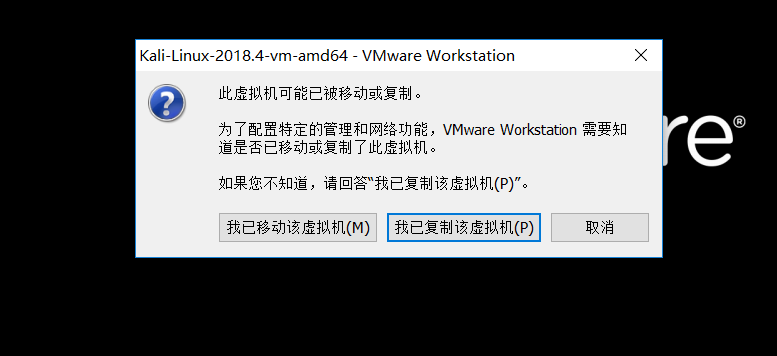 Kali-Linux-2018.4-vm-amd64 - VMware Workstation
此虚拟机可能已被移动或复制。
为了配置特定的管理和网络功能，VMware Workstation 需要知
道是否已移动或复制了此虚拟机。
re®
如果您不知道，请回答“我已复制该虚拟机(P)”。
我已移动该虚拟机(M)
我已复制该虚拟机(P)
取消